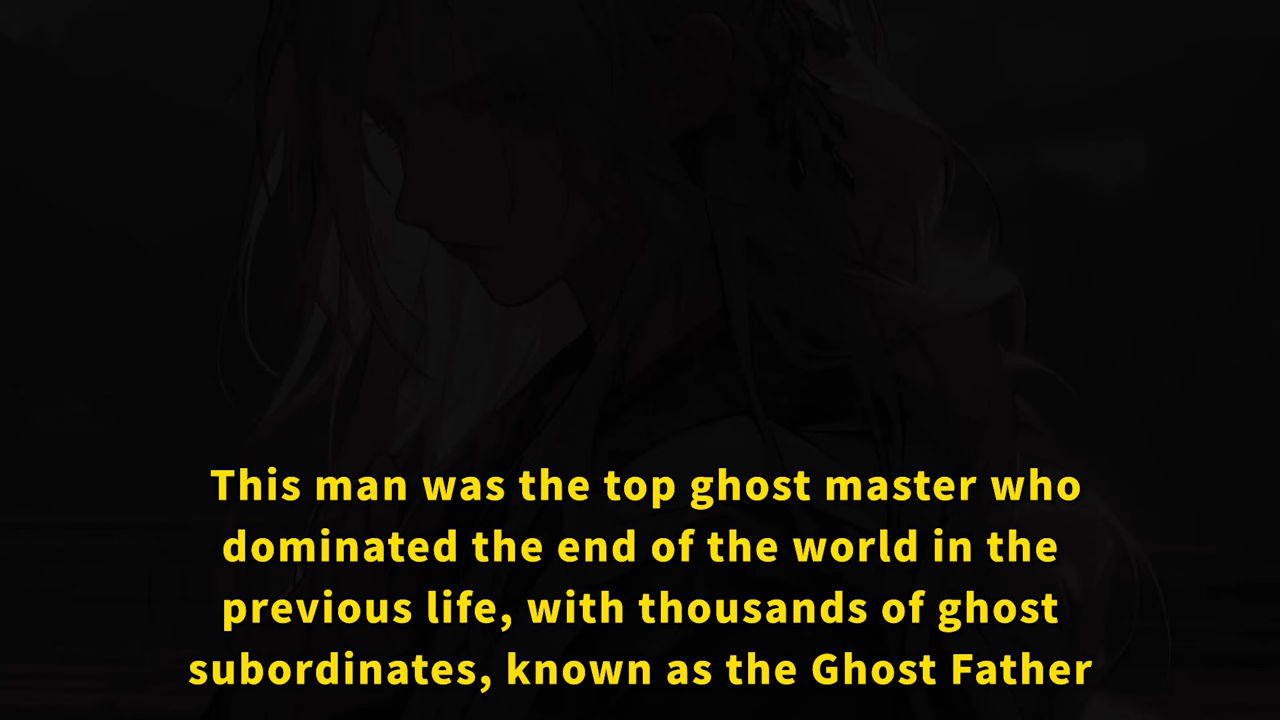 This man was the top ghost master who
dominated the end of the world in the
previous life, with thousands of ghost
subordinates, known as the Ghost Father